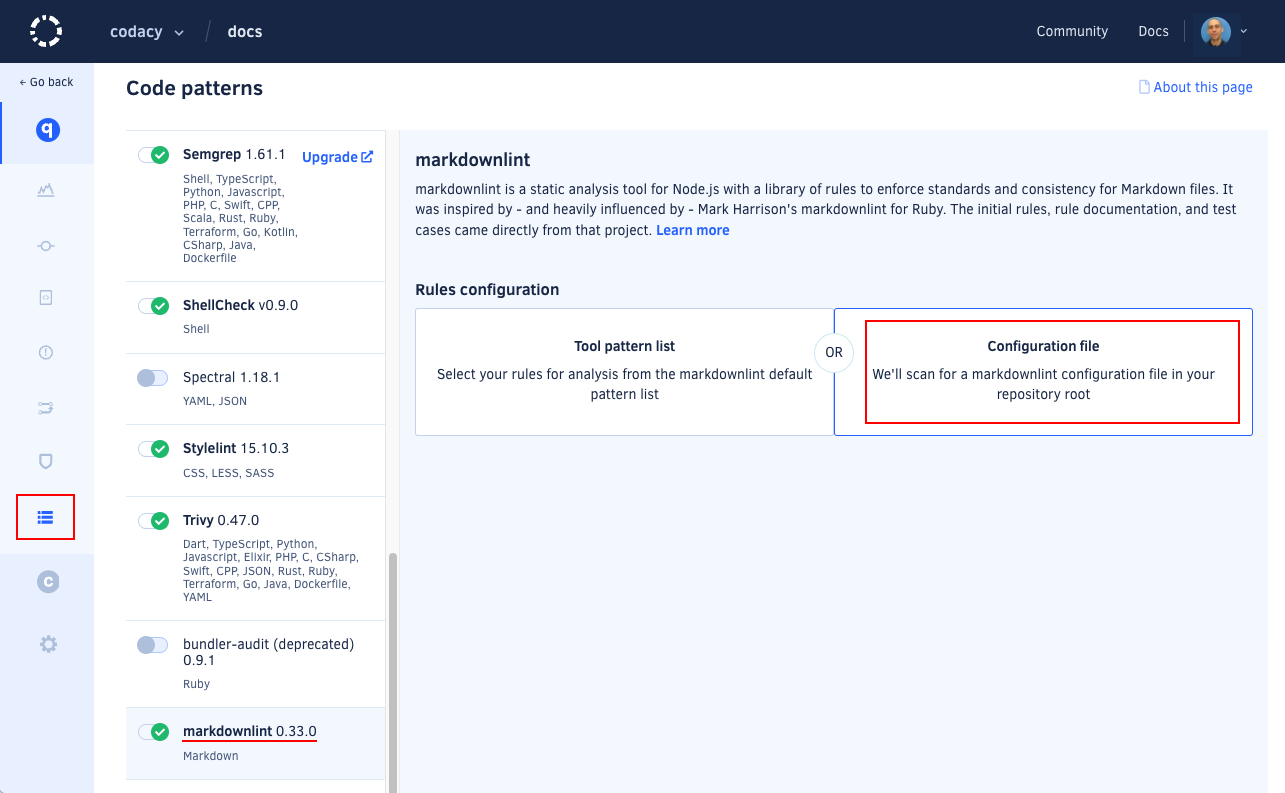 codacy
docs
Community
Docs
← Go back
Code patterns
About this page
Semgrep 1.61.1
Upgrade
Shell, TypeScript,
Python, Javascript,
PHP, C, Swift, CPP,
Scala, Rust, Ruby,
Terraform, Go, Kotlin,
CSharp, Java,
Dockerfile
ShellCheck v0.9.0
Shell
Spectral 1.18.1
YAML, JSON
Stylelint 15.10.3
CSS, LESS, SASS
Trivy 0.47.0
Dart, TypeScript, Python,
Javascript, Elixir, PHP, C, CSharp,
Swift, CPP, JSON, Rust, Ruby,
Terraform, Go, Java, Dockerfile,
YAML
bundler-audit (deprecated)
0.9.1
Ruby
markdownlint 0.33.0
Markdown
markdownlint
markdownlint is a static analysis tool for Node.js with a library of rules to enforce standards and consistency for Markdown files. It
was inspired by - and heavily influenced by - Mark Harrison's markdownlint for Ruby. The initial rules, rule documentation, and test
cases came directly from that project. Learn more
Rules configuration
Tool pattern list
Select your rules for analysis from the markdownlint default
pattern list
OR
Configuration file
We'll scan for a markdownlint configuration file in your
repository root